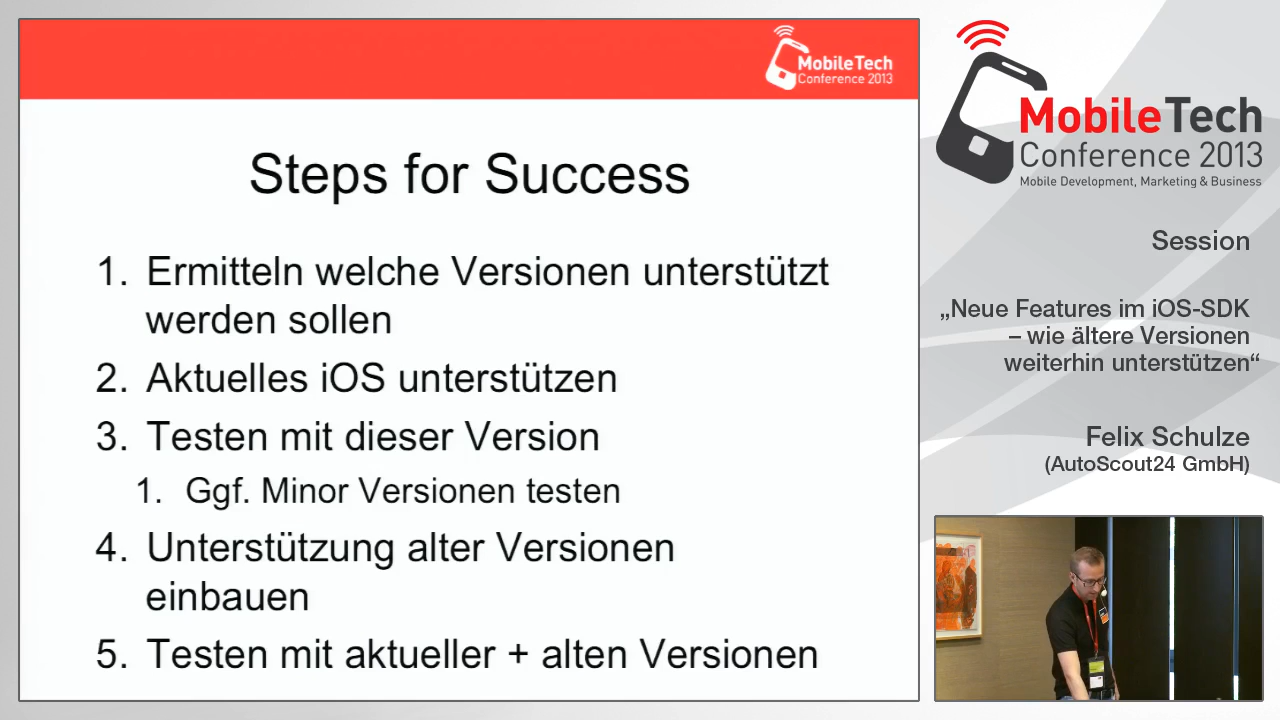 MobileTech
Conference 2013
Steps for Success
1. Ermitteln welche Versionen unterstützt
werden sollen
2. Aktuelles iOS unterstützen
3. Testen mit dieser Version
1. Ggf. Minor Versionen testen
4. Unterstützung alter Versionen
einbauen
5. Testen mit aktueller + alten Versionen
MobileTech
Conference 2013
Mobile Development, Marketing & Business
Session
„Neue Features im iOS-SDK
– wie ältere Versionen
weiterhin unterstützen“
Felix Schulze
(AutoScout24 GmbH)